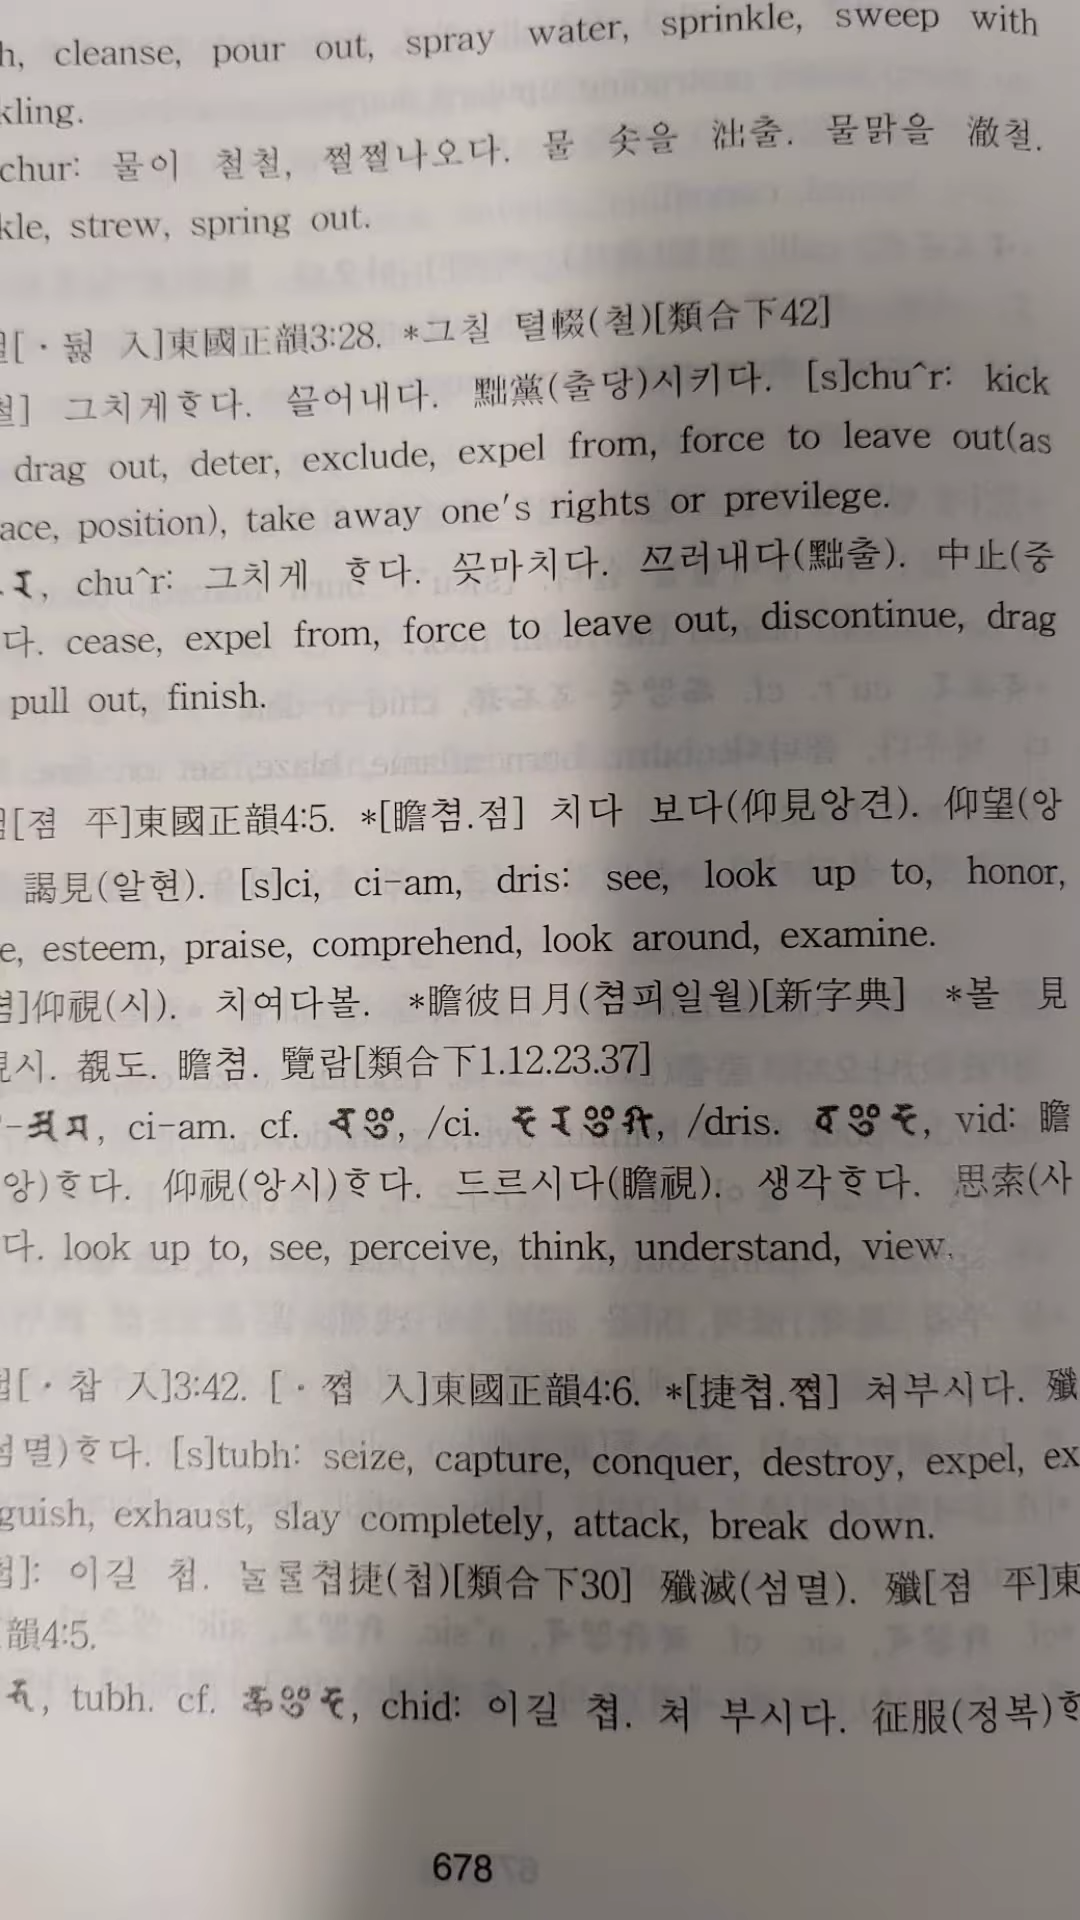 cleanse, pour out, spray water, sprinkle, sweep with
kling.
chur: 물이 철철, 쩔쩔나오다. 물 솟을 泏출. 물맑을 澈철.
kle, strew, spring out.
入]東國正韻3:28. *그칠 텰輟(철)[類合下42]
그치게ᄒᆞ다. 쓸어내다. 黜黨(출당)시키다. [s]chu^r: kick
drag out, deter, exclude, expel from, force to leave out(as
ace, position), take away one's rights or previlege.
chu^r: 그치게 ᄒᆞ다. 끗마치다. 쓰러내다(黜출). 中止(중
다. cease, expel from, force to leave out, discontinue, drag
pull out, finish.
[졈 平]東國正韻4:5. *[瞻쳠.점] 치다 보다(仰見앙견). 仰望(앙
謁見(알현). [s]ci, ci-am, dris: see, look up to, honor,
e, esteem, praise, comprehend, look around, examine.
仰視(시). 치여다볼. *瞻彼日月(쳠피일월)[新字典] *볼 見
시. 覩도. 瞻쳠. 覽람[類合下1.12.23.37]
ci-am. cf. /ci. /dris. vid: 瞻
앙)ᄒᆞ다. 仰視(앙시)ᄒᆞ다. 드르시다(瞻視). 생각ᄒᆞ다. 思索(사
다. look up to, see, perceive, think, understand, view.
[·찹 入]3:42. [·쪕 入]東國正韻4:6. *[捷첩.쩝] 쳐부시다. 殲
멸)ᄒᆞ다. [s]tubh: seize, capture, conquer, destroy, expel, ex
guish, exhaust, slay completely, attack, break down.
이길 첩. 놀롤쳡捷(첩)[類合下30] 殲滅(섬멸). 殲[졈 平]東
韻4:5.
tubh. cf. chid: 이길 쳡. 쳐 부시다. 征服(정복)ᄒᆞ
678